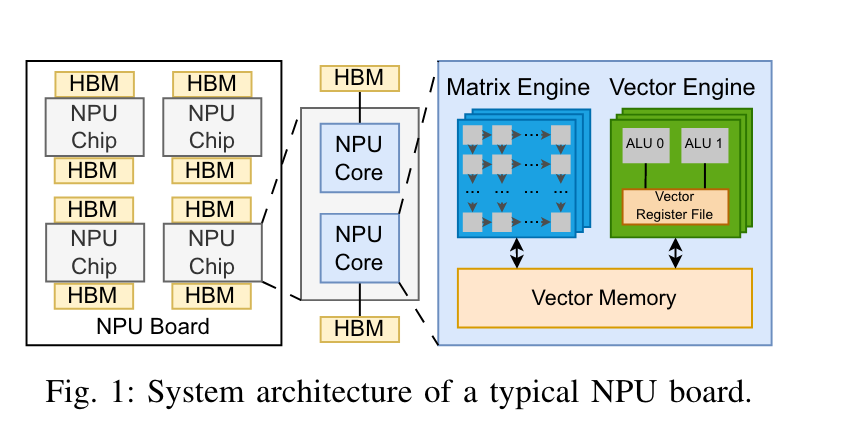 HBM
HBM
NPU
Chip
NPU
Chip
HBM
HBM
HBM
HBM
NPU
Chip
NPU
Chip
HBM
HBM
NPU Board
HBM
NPU
Core
NPU
Core
HBM
Matrix Engine
Vector Engine
...
...
... ... ...
...
ALU 0
ALU 1
Vector
Register File
Vector Memory
Fig. 1: System architecture of a typical NPU board.